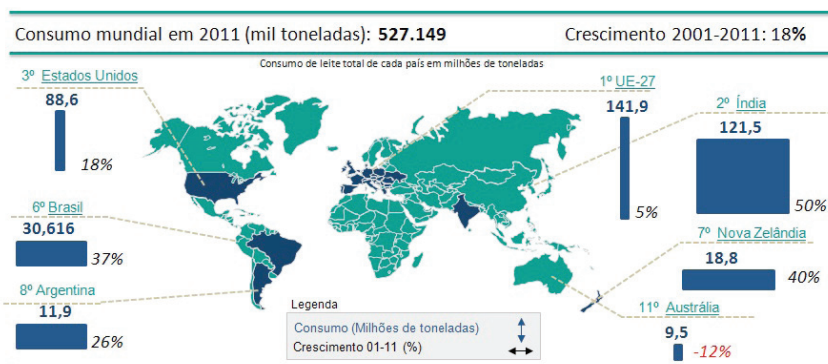 Consumo mundial em 2011 (mil toneladas): 527.149 Crescimento 2001-2011: 18%
Consumo de leite total de cada país em milhões de toneladas
3º Estados Unidos
88,6
18%
1º UE-27
141,9
5%
2º Índia
121,5
50%
6º Brasil
30,616
37%
7º Nova Zelândia
18,8
40%
8º Argentina
11,9
26%
11º Austrália
9,5
-12%
Legenda
Consumo (Milhões de toneladas)
Crescimento 01-11 (%)